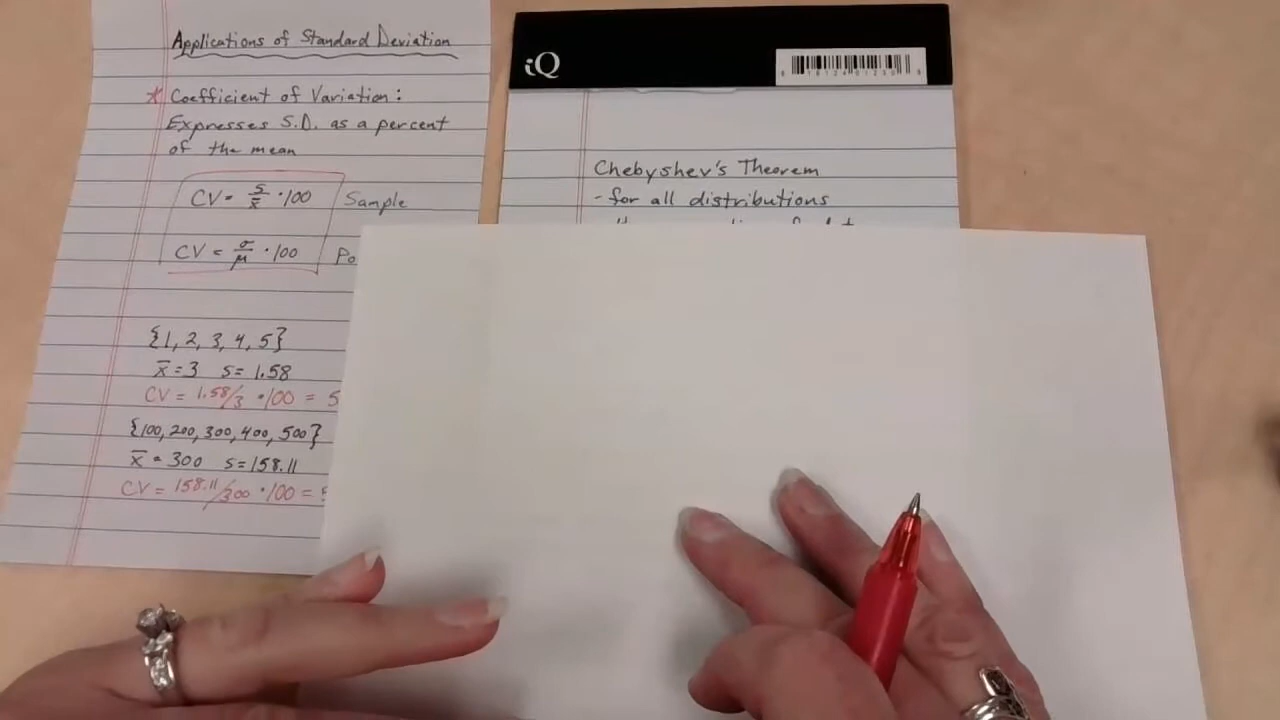 Applications of Standard Deviation
* Coefficient of Variation:
Expresses S.D. as a percent
of the mean
CV = s/x̄ · 100 Sample
CV = σ/μ · 100 Po
{1, 2, 3, 4, 5}
x̄ = 3 s = 1.58
CV = 1.58/3 · 100 = 5
{100, 200, 300, 400, 500}
x̄ = 300 s = 158.11
CV = 158.11/300 · 100 =
iQ
Chebyshev's Theorem
- for all distributions